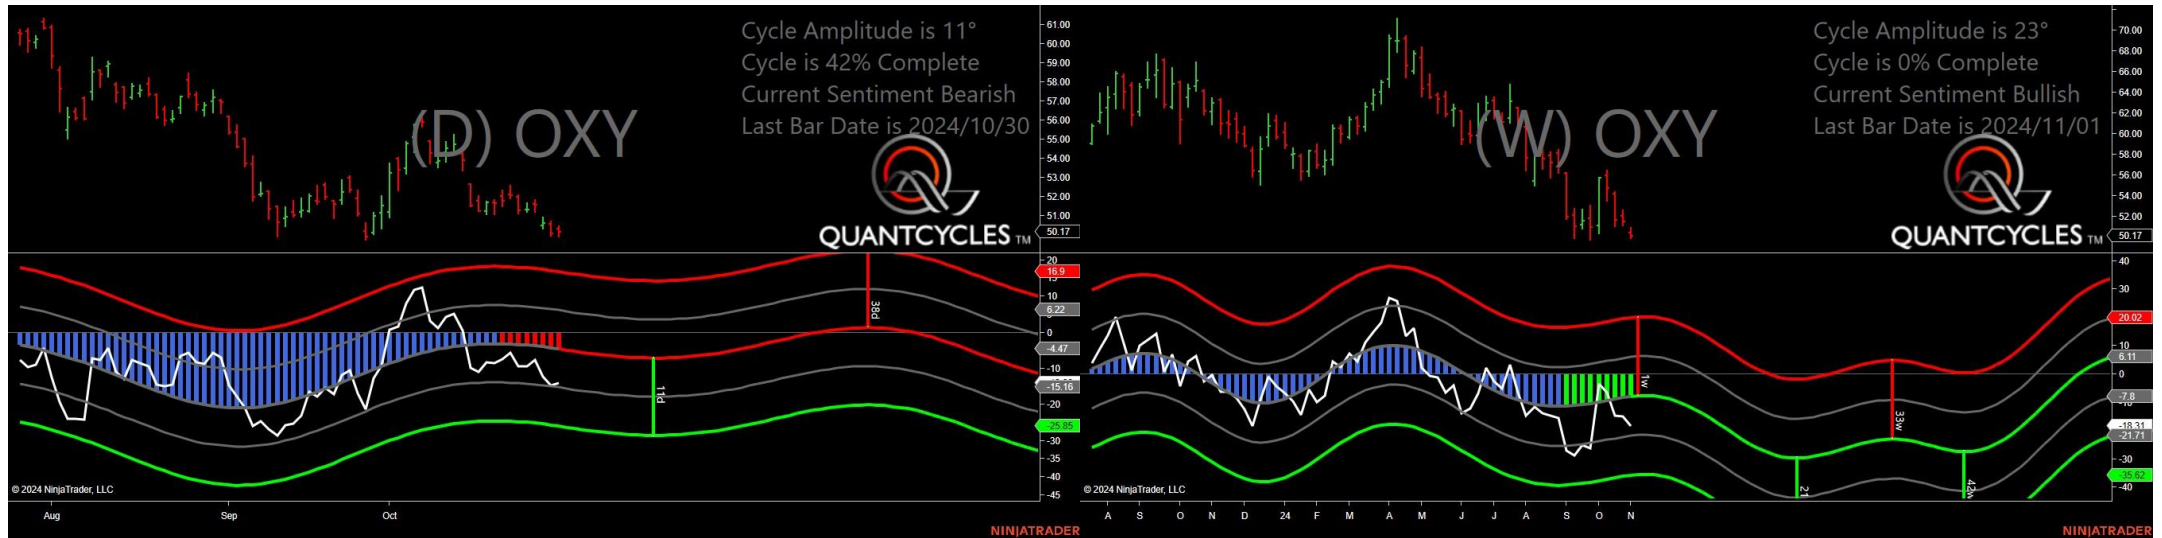 Cycle Amplitude is 11°
Cycle is 42% Complete
Current Sentiment Bearish
Last Bar Date is 2024/10/30
(D) OXY
QUANTCYCLES TM
61.00
60.00
59.00
58.00
57.00
56.00
55.00
54.00
53.00
52.00
51.00
50.17
20
16.9
10
6.22
0
-4.47
-10
-15.16
-20
-25.85
-30
-35
-40
-45
38d
11d
© 2024 NinjaTrader, LLC
Aug Sep Oct
NINJATRADER
Cycle Amplitude is 23°
Cycle is 0% Complete
Current Sentiment Bullish
Last Bar Date is 2024/11/01
(W) OXY
QUANTCYCLES TM
70.00
68.00
66.00
64.00
62.00
60.00
58.00
56.00
54.00
52.00
50.17
40
30
20.02
6.11
0
-7.8
-18.31
-21.71
-30
-35.62
-40
1w
33w
21
42w
© 2024 NinjaTrader, LLC
A S O N D 24 F M A M J J A S O N
NINJATRADER